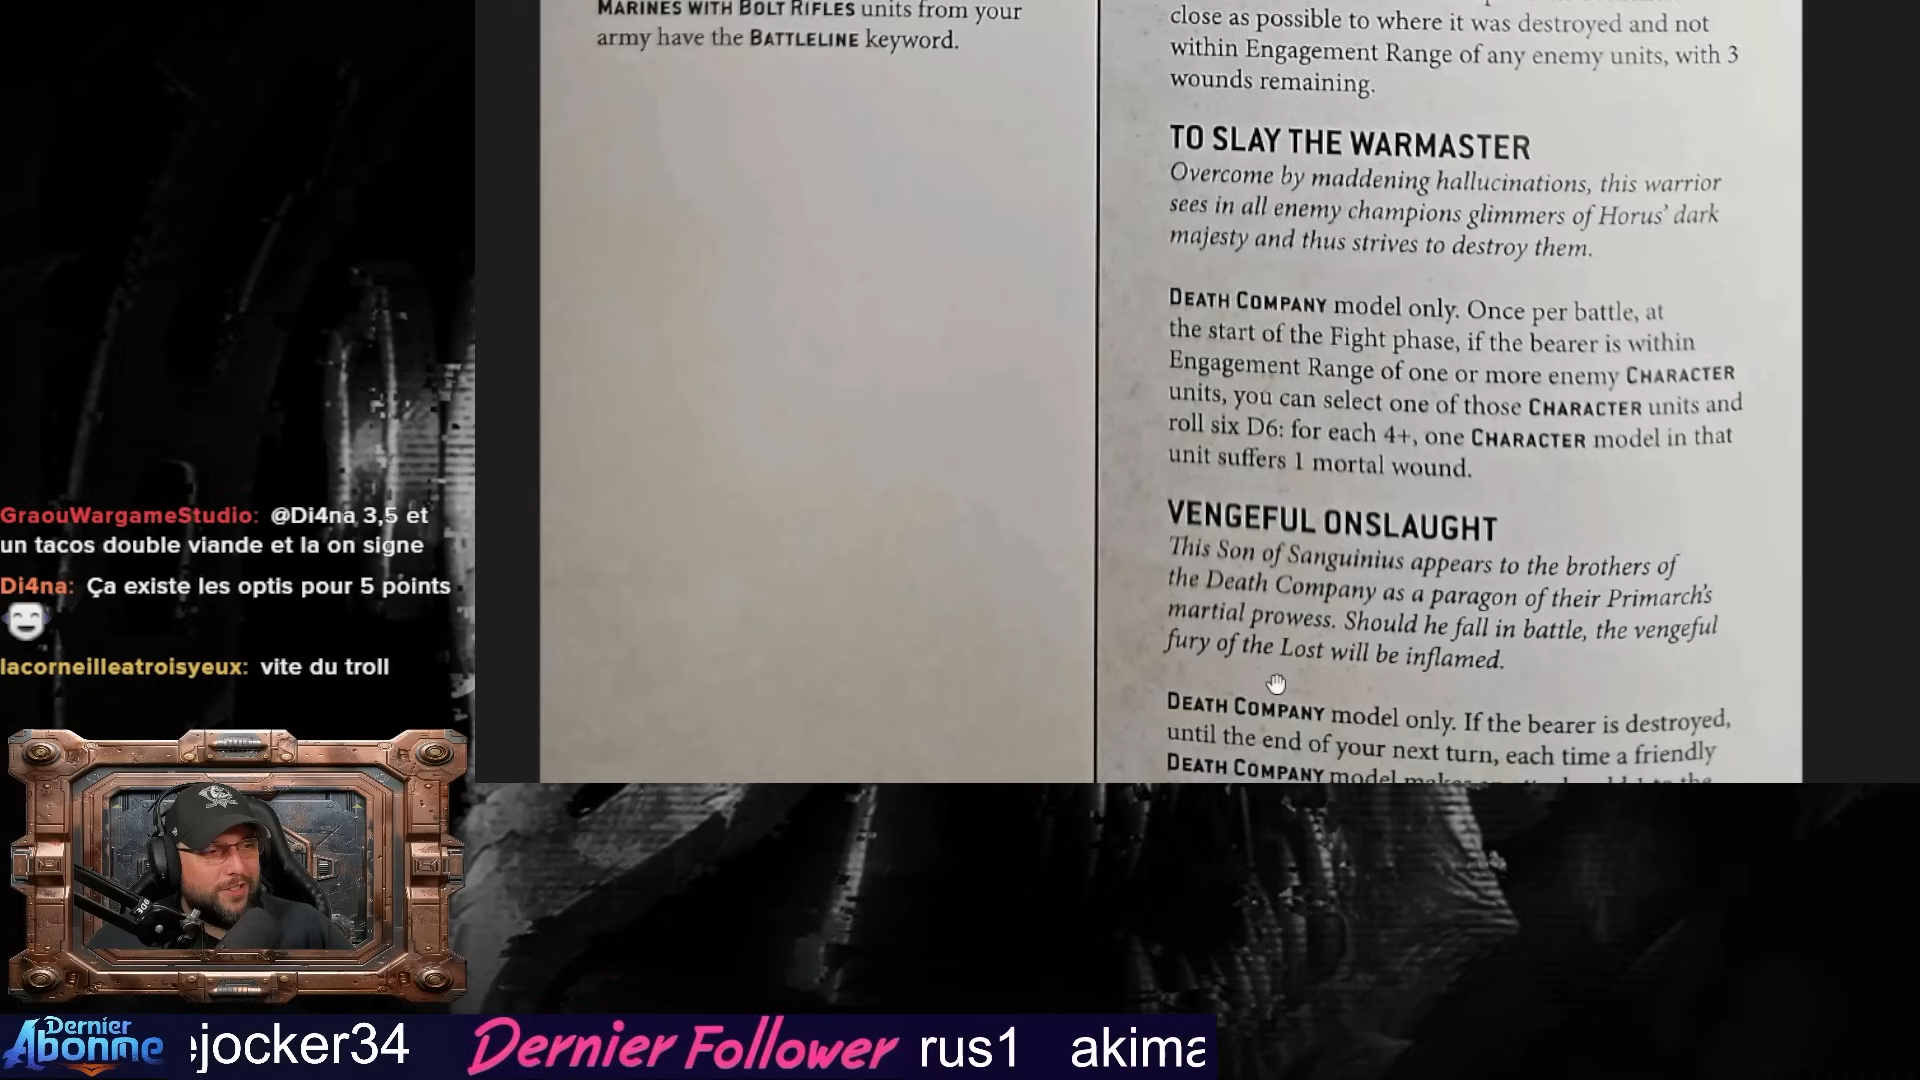 MARINES WITH BOLT RIFLES units from your
army have the BATTLELINE keyword.
close as possible to where it was destroyed and not
within Engagement Range of any enemy units, with 3
wounds remaining.
TO SLAY THE WARMASTER
Overcome by maddening hallucinations, this warrior
sees in all enemy champions glimmers of Horus' dark
majesty and thus strives to destroy them.
DEATH COMPANY model only. Once per battle, at
the start of the Fight phase, if the bearer is within
Engagement Range of one or more enemy CHARACTER
units, you can select one of those CHARACTER units and
roll six D6: for each 4+, one CHARACTER model in that
unit suffers 1 mortal wound.
VENGEFUL ONSLAUGHT
This Son of Sanguinius appears to the brothers of
the Death Company as a paragon of their Primarch's
martial prowess. Should he fall in battle, the vengeful
fury of the Lost will be inflamed.
DEATH COMPANY model only. If the bearer is destroyed,
until the end of your next turn, each time a friendly
DEATH COMPANY model makes
GraouWargameStudio: @Di4na 3,5 et
un tacos double viande et la on signe
Di4na: Ça existe les optis pour 5 points
lacorneilleatroisyeux: vite du troll
Dernier
Abonné
ejocker34
Dernier Follower
rus1 akima